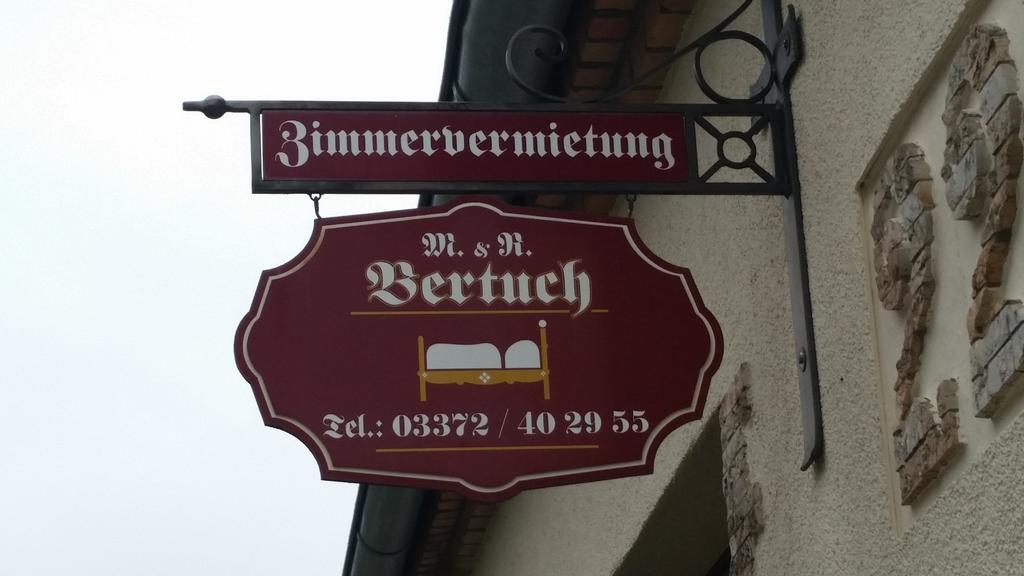 Zimmervermietung
M. & R.
Bertuch
Tel.: 03372 / 40 29 55